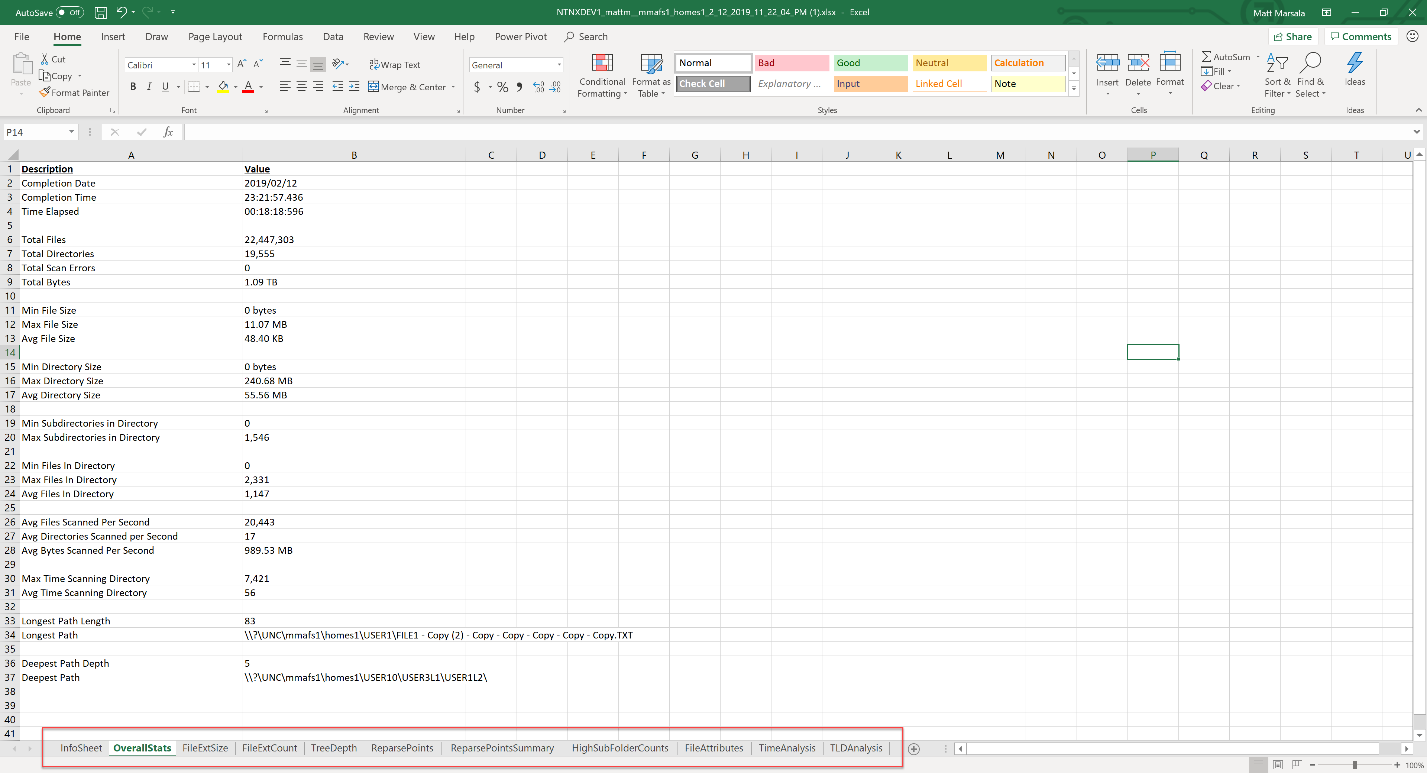 AutoSave Off NTNXDEV1_mattm__mmafs1_homes1_2_12_2019_11_22_04_PM (1).xlsx - Excel Matt Marsala
File Home Insert Draw Page Layout Formulas Data Review View Help Power Pivot Search Share Comments
Paste Cut Copy Format Painter
Calibri 11 A A
B I U A
Wrap Text
Merge & Center
General
$ % , .00
Conditional Formatting Format as Table
Normal Bad Good Neutral Calculation
Check Cell Explanatory ... Input Linked Cell Note
Insert Delete Format
AutoSum Fill Clear
Sort & Filter Find & Select Ideas
Clipboard Font Alignment Number Styles Cells Editing Ideas
P14 fx
A B C D E F G H I J K L M N O P Q R S T U
1 Description Value
2 Completion Date 2019/02/12
3 Completion Time 23:21:57.436
4 Time Elapsed 00:18:18:596
5
6 Total Files 22,447,303
7 Total Directories 19,555
8 Total Scan Errors 0
9 Total Bytes 1.09 TB
10
11 Min File Size 0 bytes
12 Max File Size 11.07 MB
13 Avg File Size 48.40 KB
14
15 Min Directory Size 0 bytes
16 Max Directory Size 240.68 MB
17 Avg Directory Size 55.56 MB
18
19 Min Subdirectories in Directory 0
20 Max Subdirectories in Directory 1,546
21
22 Min Files In Directory 0
23 Max Files In Directory 2,331
24 Avg Files In Directory 1,147
25
26 Avg Files Scanned Per Second 20,443
27 Avg Directories Scanned per Second 17
28 Avg Bytes Scanned Per Second 989.53 MB
29
30 Max Time Scanning Directory 7,421
31 Avg Time Scanning Directory 56
32
33 Longest Path Length 83
34 Longest Path \\?\UNC\mmafs1\homes1\USER1\FILE1 - Copy (2) - Copy - Copy - Copy - Copy - Copy.TXT
35
36 Deepest Path Depth 5
37 Deepest Path \\?\UNC\mmafs1\homes1\USER10\USER3L1\USER1L2\
38
39
40
41
InfoSheet OverallStats FileExtSize FileExtCount TreeDepth ReparsePoints ReparsePointsSummary HighSubFolderCounts FileAttributes TimeAnalysis TLDAnalysis
100%